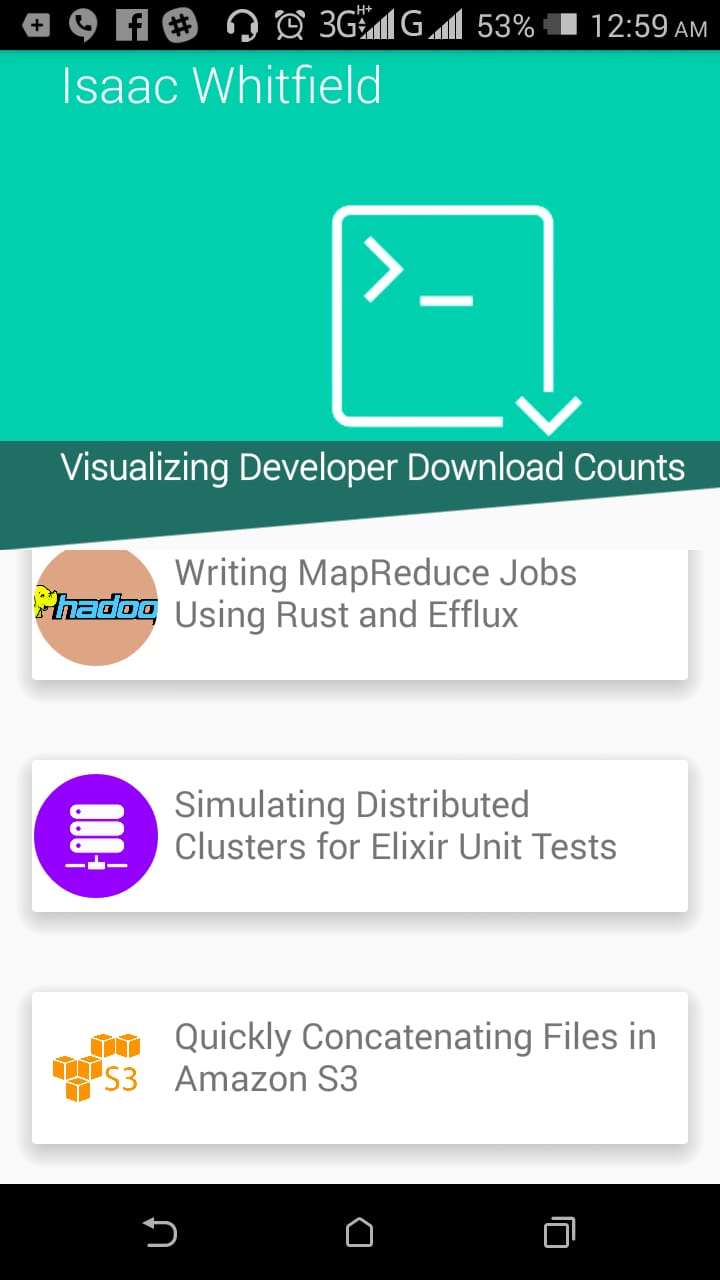 3G H+ G 53% 12:59 AM
Isaac Whitfield
>_
Visualizing Developer Download Counts
hadoo
Writing MapReduce Jobs
Using Rust and Efflux
Simulating Distributed
Clusters for Elixir Unit Tests
S3
Quickly Concatenating Files in
Amazon S3